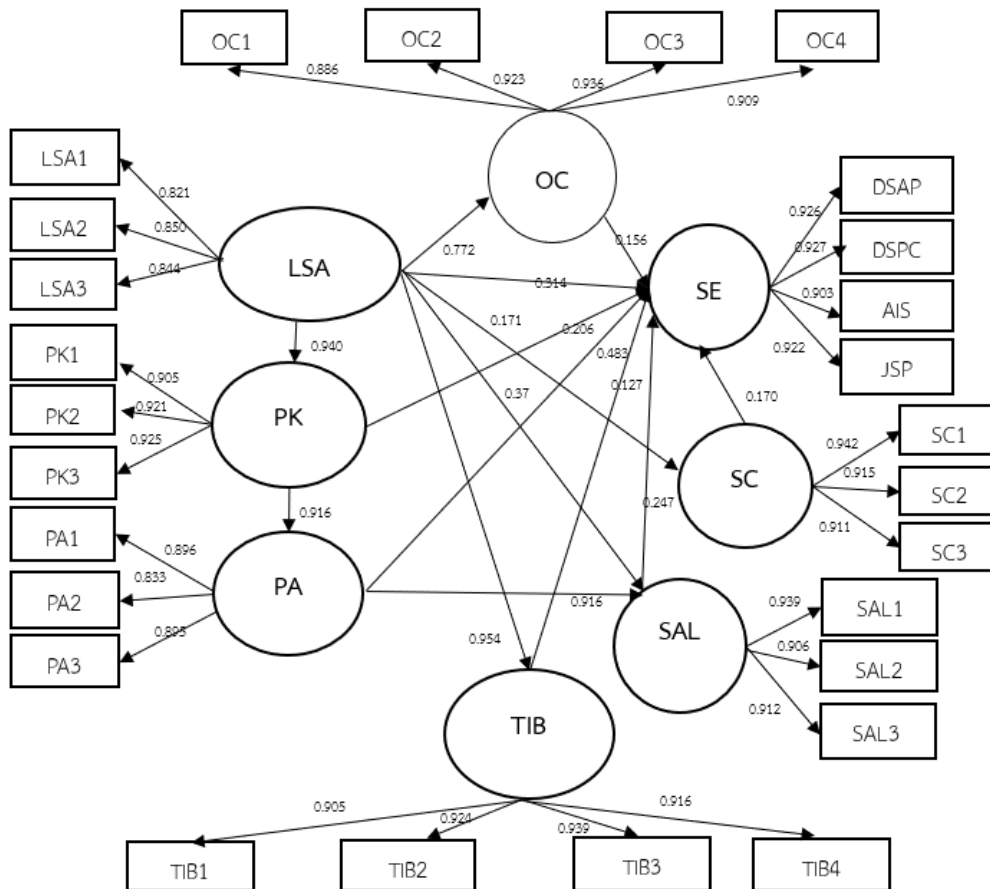 OC1
OC2
OC3
OC4
0.886
0.923
0.936
0.909
LSA1
LSA2
LSA3
0.821
0.850
0.844
LSA
OC
0.772
0.156
SE
DSAP
DSPC
AIS
JSP
0.926
0.927
0.903
0.922
0.314
0.171
0.206
0.483
0.37
0.127
0.940
PK1
PK2
PK3
0.905
0.921
0.925
PK
0.170
SC
SC1
SC2
SC3
0.942
0.915
0.911
0.247
0.916
PA1
PA2
PA3
0.896
0.833
0.895
PA
0.916
0.954
SAL
SAL1
SAL2
SAL3
0.939
0.906
0.912
TIB
0.905
0.924
0.939
0.916
TIB1
TIB2
TIB3
TIB4